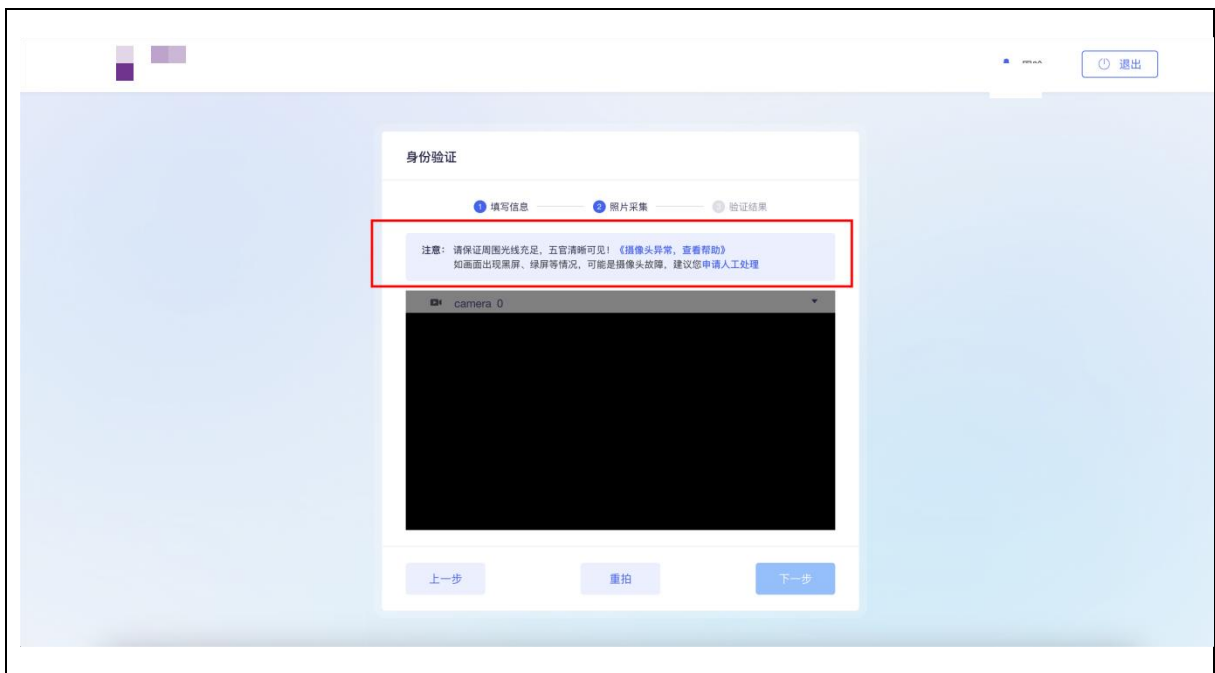 退出
身份验证
1 填写信息 2 照片采集 3 验证结果
注意： 请保证周围光线充足，五官清晰可见！《摄像头异常，查看帮助》
如画面出现黑屏、绿屏等情况，可能是摄像头故障，建议您申请人工处理
camera 0
上一步 重拍 下一步